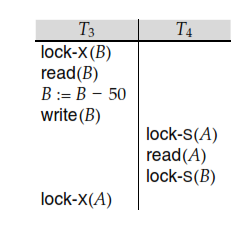 T3 T4
lock-X(B)
read(B)
B := B − 50
write(B)
lock-S(A)
read(A)
lock-S(B)
lock-X(A)